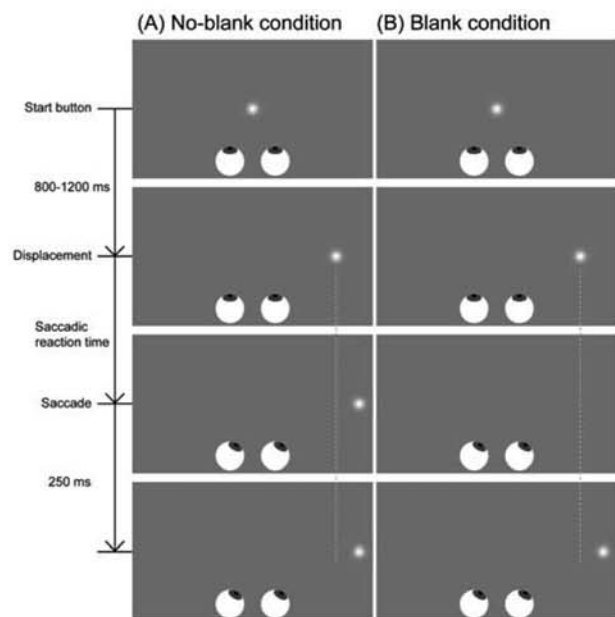 (A) No-blank condition
(B) Blank condition
Start button
800-1200 ms
Displacement
Saccadic
reaction time
Saccade
250 ms